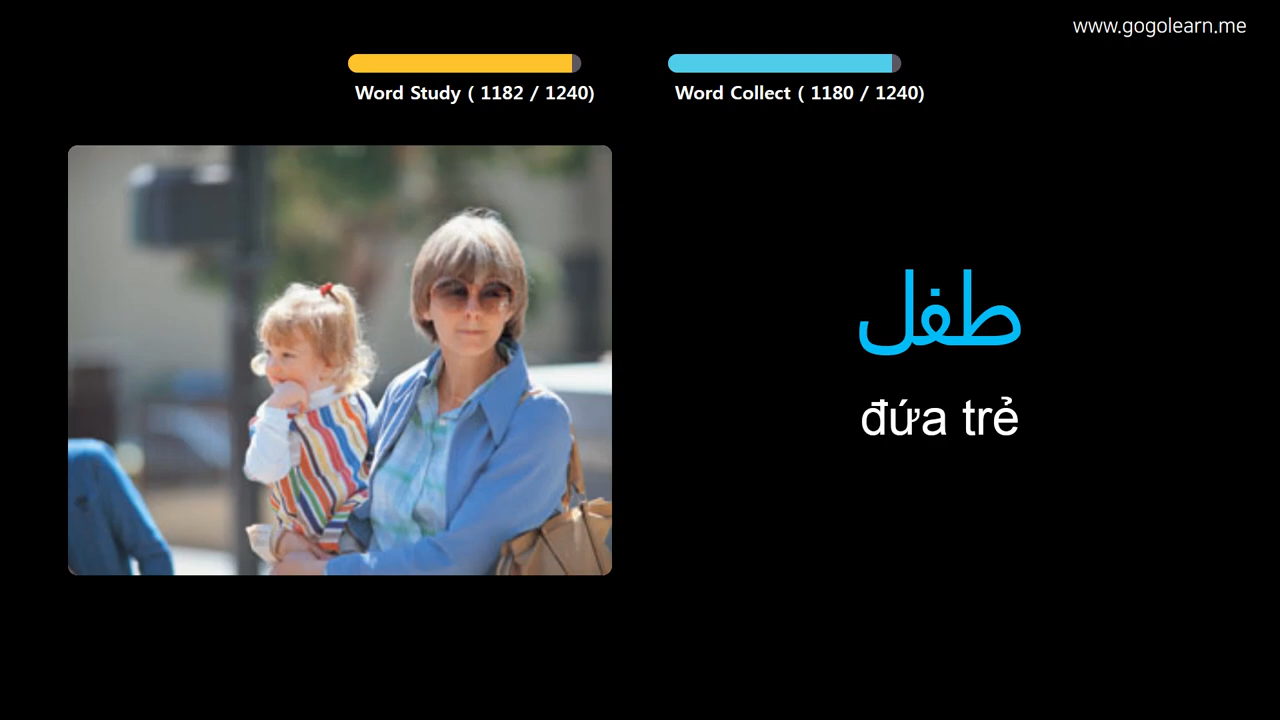 www.gogolearn.me
Word Study ( 1182 / 1240)
Word Collect ( 1180 / 1240)
طفل
đứa trẻ